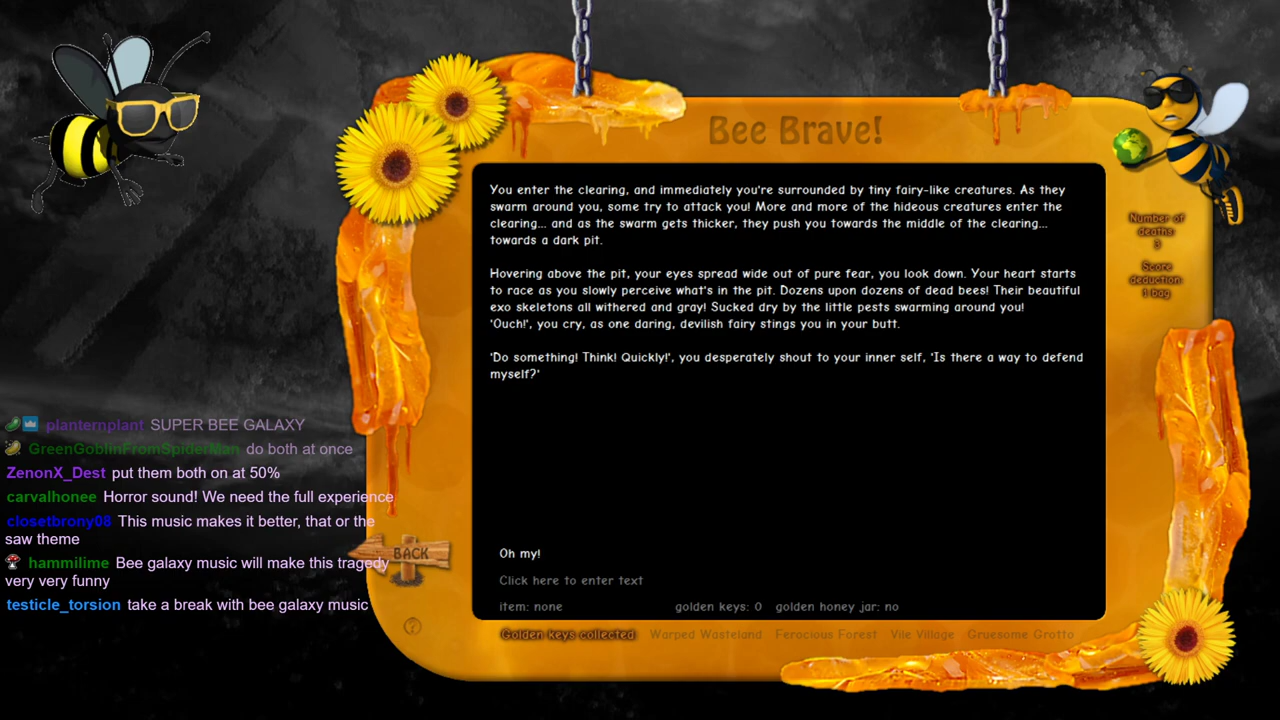 Bee Brave!
You enter the clearing, and immediately you're surrounded by tiny fairy-like creatures. As they
swarm around you, some try to attack you! More and more of the hideous creatures enter the
clearing... and as the swarm gets thicker, they push you towards the middle of the clearing...
towards a dark pit.
Hovering above the pit, your eyes spread wide out of pure fear, you look down. Your heart starts
to race as you slowly perceive what's in the pit. Dozens upon dozens of dead bees! Their beautiful
exo skeletons all withered and gray! Sucked dry by the little pests swarming around you!
'Ouch!', you cry, as one daring, devilish fairy stings you in your butt.
'Do something! Think! Quickly!', you desperately shout to your inner self, 'Is there a way to defend
myself?'
Oh my!
Click here to enter text
item: none golden keys: 0 golden honey jar: no
Golden keys collected Warped Wasteland Ferocious Forest Vile Village Gruesome Grotto
Number of
deaths:
3
Score
deduction:
1 bag
BACK
?
planternplant SUPER BEE GALAXY
GreenGoblinFromSpiderMan do both at once
ZenonX_Dest put them both on at 50%
carvalhonee Horror sound! We need the full experience
closetbrony08 This music makes it better, that or the
saw theme
hammilime Bee galaxy music will make this tragedy
very very funny
testicle_torsion take a break with bee galaxy music